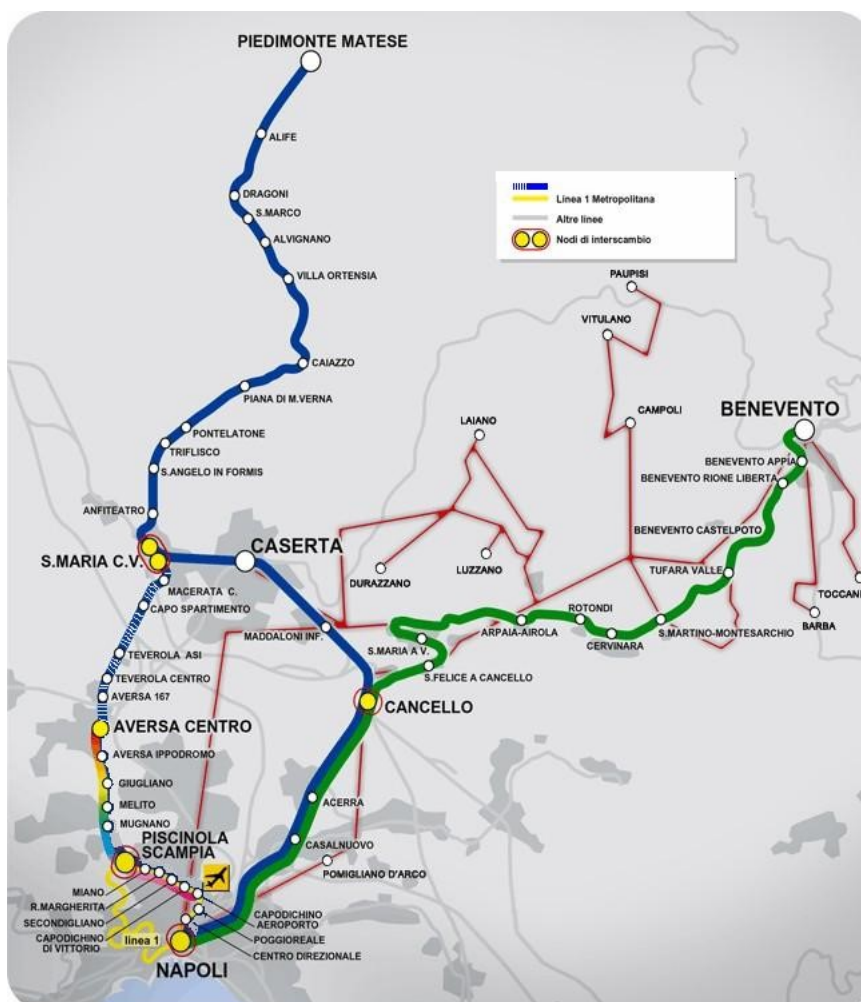 PIEDIMONTE MATESE
ALIFE
DRAGONI
S.MARCO
ALVIGNANO
VILLA ORTENSIA
CAIAZZO
PIANA DI M.VERNA
PONTELATONE
TRIFLISCO
S.ANGELO IN FORMIS
ANFITEATRO
S.MARIA C.V.
CASERTA
MACERATA C.
CAPO SPARTIMENTO
TEVEROLA ASI
TEVEROLA CENTRO
AVERSA 167
AVERSA CENTRO
AVERSA IPPODROMO
GIUGLIANO
MELITO
MUGNANO
PISCINOLA
SCAMPIA
MIANO
R.MARGHERITA
SECONDIGLIANO
CAPODICHINO
DI VITTORIO
linea 1
NAPOLI
CAPODICHINO
AEROPORTO
POGGIOREALE
CENTRO DIREZIONALE
MADDALONI INF.
CANCELLO
ACERRA
CASALNUOVO
POMIGLIANO D'ARCO
Linea 1 Metropolitana
Altre linee
Nodi di interscambio
PAUPISI
VITULANO
CAMPOLI
LAIANO
DURAZZANO
LUZZANO
BENEVENTO
BENEVENTO APPIA
BENEVENTO RIONE LIBERTA
BENEVENTO CASTELPOTO
TUFARA VALLE
TOCCANI
BARBA
S.MARTINO-MONTESARCHIO
ROTONDI
CERVINARA
ARPAIA-AIROLA
S.MARIA A V.
S.FELICE A CANCELLO